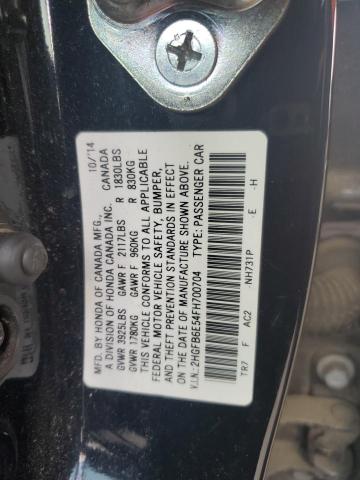 MFD. BY HONDA OF CANADA MFG., 10/'14
A DIVISION OF HONDA CANADA INC. CANADA
GVWR 3925LBS GAWR F 2117LBS R 1830LBS
GVWR 1780KG GAWR F 960KG R 830KG
THIS VEHICLE CONFORMS TO ALL APPLICABLE
FEDERAL MOTOR VEHICLE SAFETY, BUMPER,
AND THEFT PREVENTION STANDARDS IN EFFECT
ON THE DATE OF MANUFACTURE SHOWN ABOVE.
V.I.N. 2HGFB6E54FH700704 TYPE: PASSENGER CAR
TR7 F AC2 NH731P E H